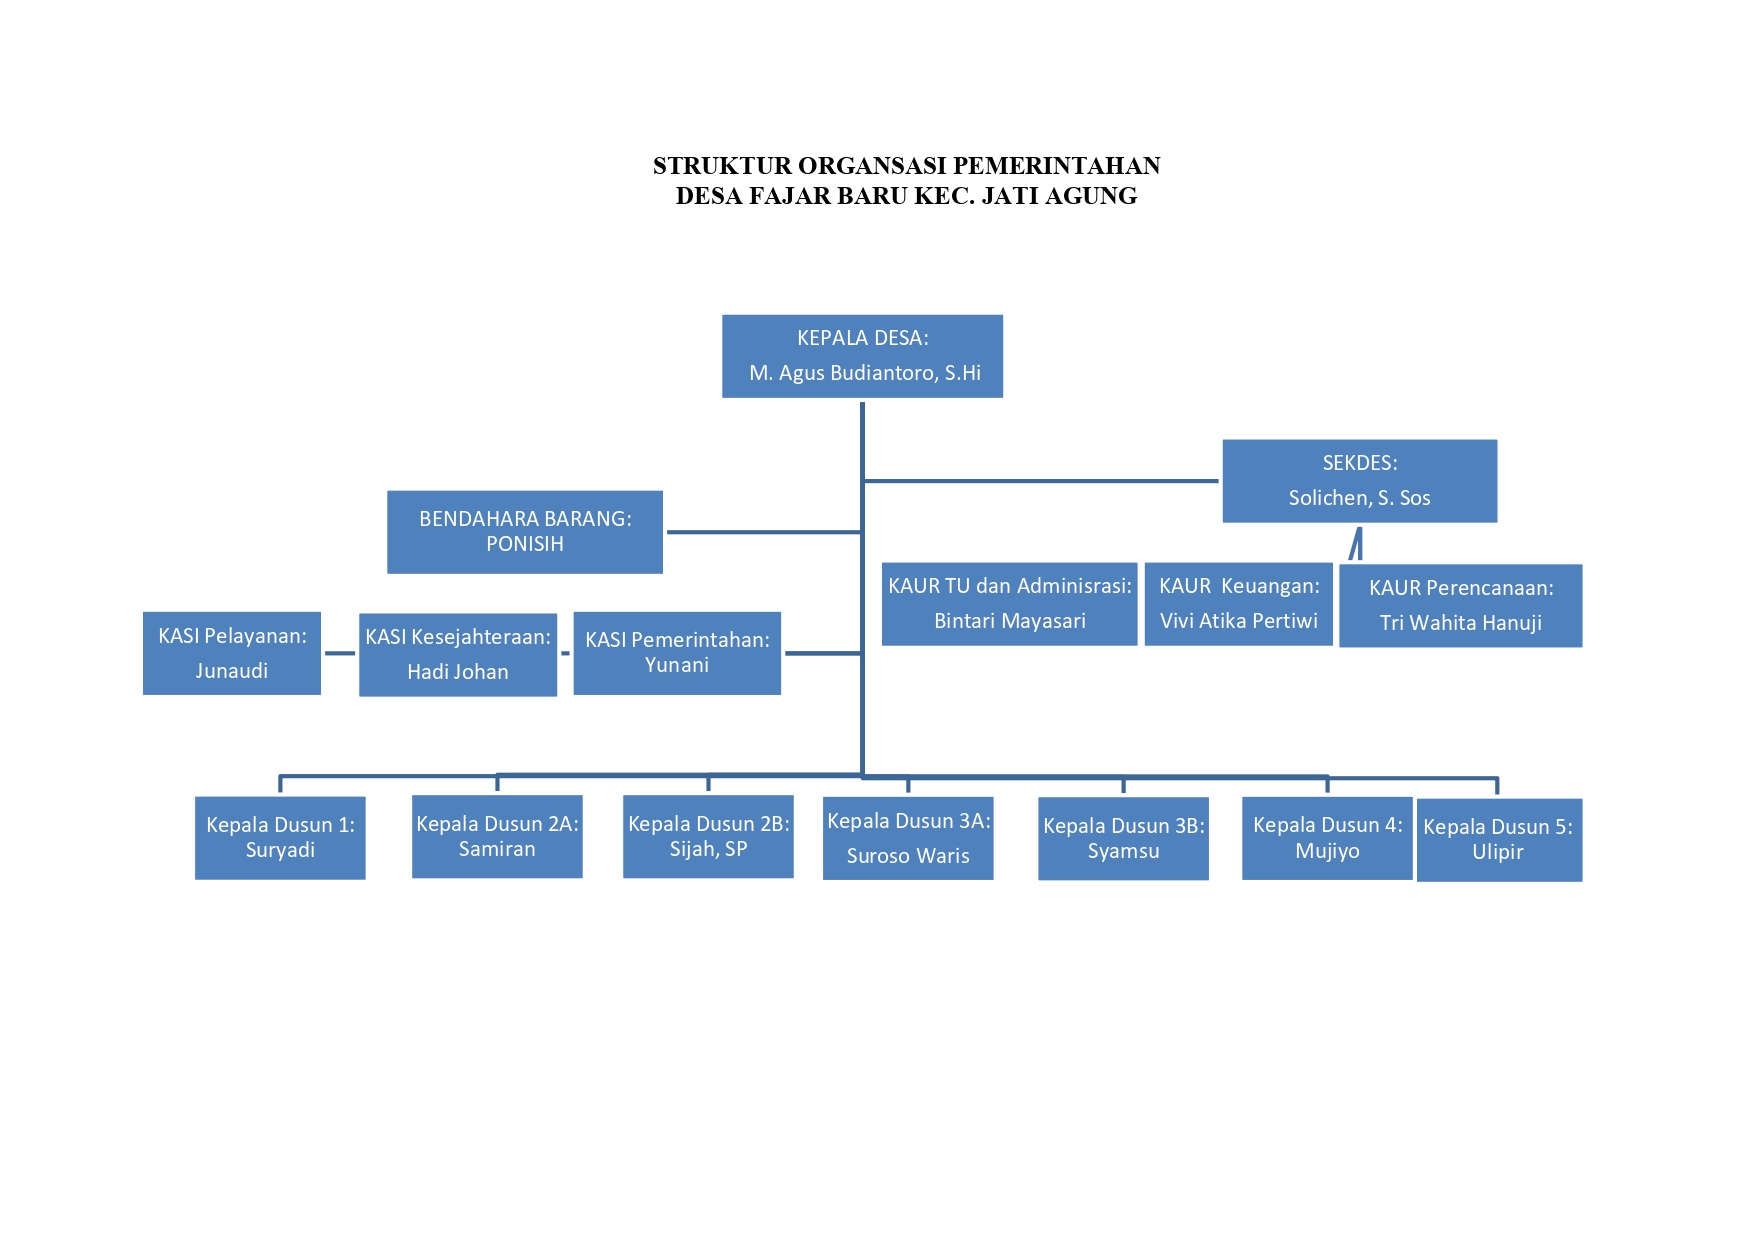 STRUKTUR ORGANSASI PEMERINTAHAN
DESA FAJAR BARU KEC. JATI AGUNG
KEPALA DESA:
M. Agus Budiantoro, S.Hi
SEKDES:
Solichen, S. Sos
BENDAHARA BARANG:
PONISIH
KAUR TU dan Adminisrasi:
Bintari Mayasari
KAUR  Keuangan:
Vivi Atika Pertiwi
KAUR Perencanaan:
Tri Wahita Hanuji
KASI Pelayanan:
Junaudi
KASI Kesejahteraan:
Hadi Johan
KASI Pemerintahan:
Yunani
Kepala Dusun 1:
Suryadi
Kepala Dusun 2A:
Samiran
Kepala Dusun 2B:
Sijah, SP
Kepala Dusun 3A:
Suroso Waris
Kepala Dusun 3B:
Syamsu
Kepala Dusun 4:
Mujiyo
Kepala Dusun 5:
Ulipir